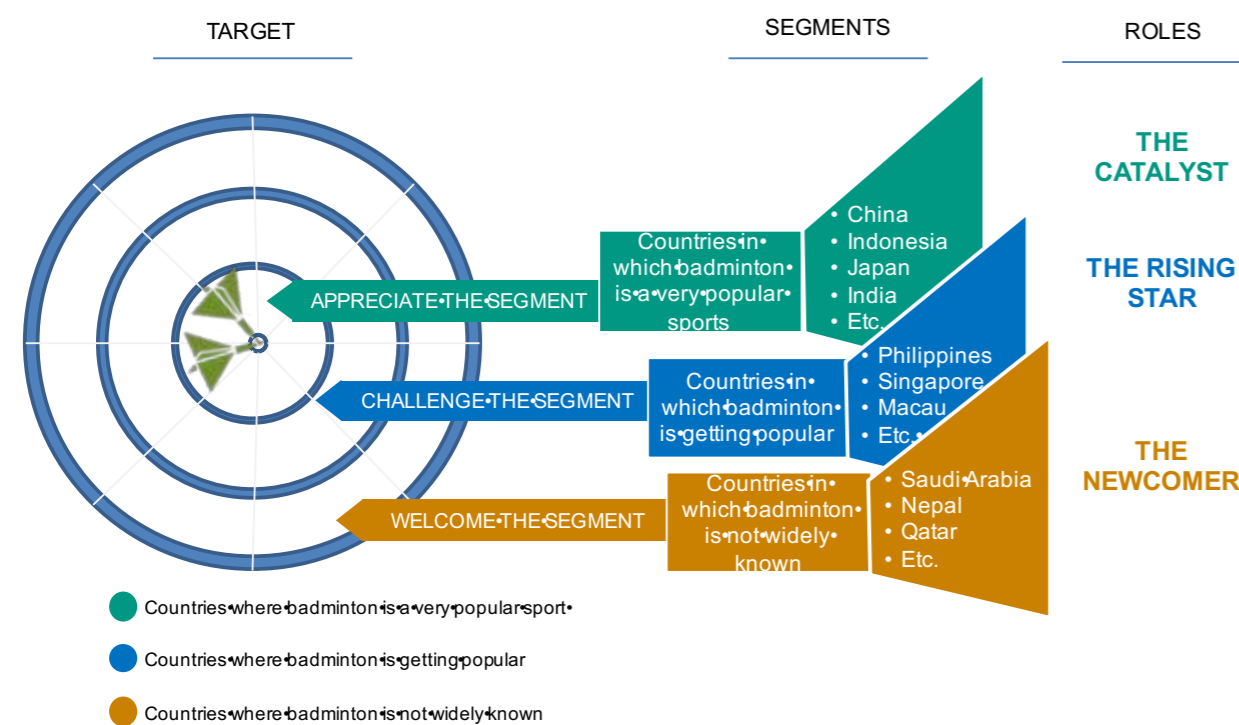 TARGET
SEGMENTS
ROLES
THE
CATALYST
• China
• Indonesia
• Japan
• India
• Etc.
Countries•in•
which•badminton•
is•a•very•popular•
sports
APPRECIATE•THE•SEGMENT
THE RISING
STAR
• Philippines
• Singapore
• Macau
• Etc.•
Countries•in•
which•badminton•
is•getting•popular
CHALLENGE•THE•SEGMENT
THE
NEWCOMER
• Saudi•Arabia
• Nepal
• Qatar
• Etc.
Countries•in•
which•badminton•
is•not•widely•
known
WELCOME•THE•SEGMENT
Countries•where•badminton•is•a•very•popular•sport•
Countries•where•badminton•is•getting•popular
Countries•where•badminton•is•not•widely•known